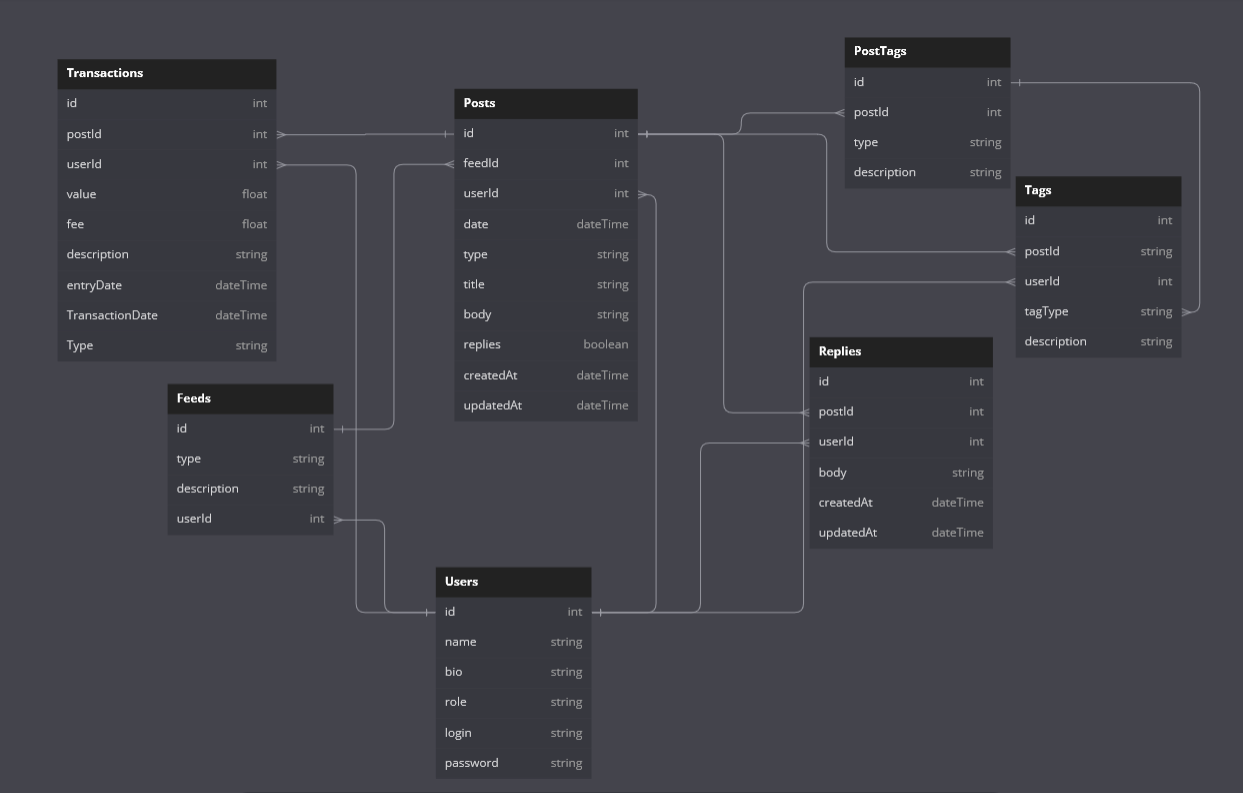 Transactions
id int
postId int
userId int
value float
fee float
description string
entryDate dateTime
TransactionDate dateTime
Type string
Posts
id int
feedId int
userId int
date dateTime
type string
title string
body string
replies boolean
createdAt dateTime
updatedAt dateTime
PostTags
id int
postId int
type string
description string
Tags
id int
postId string
userId int
tagType string
description string
Replies
id int
postId int
userId int
body string
createdAt dateTime
updatedAt dateTime
Feeds
id int
type string
description string
userId int
Users
id int
name string
bio string
role string
login string
password string